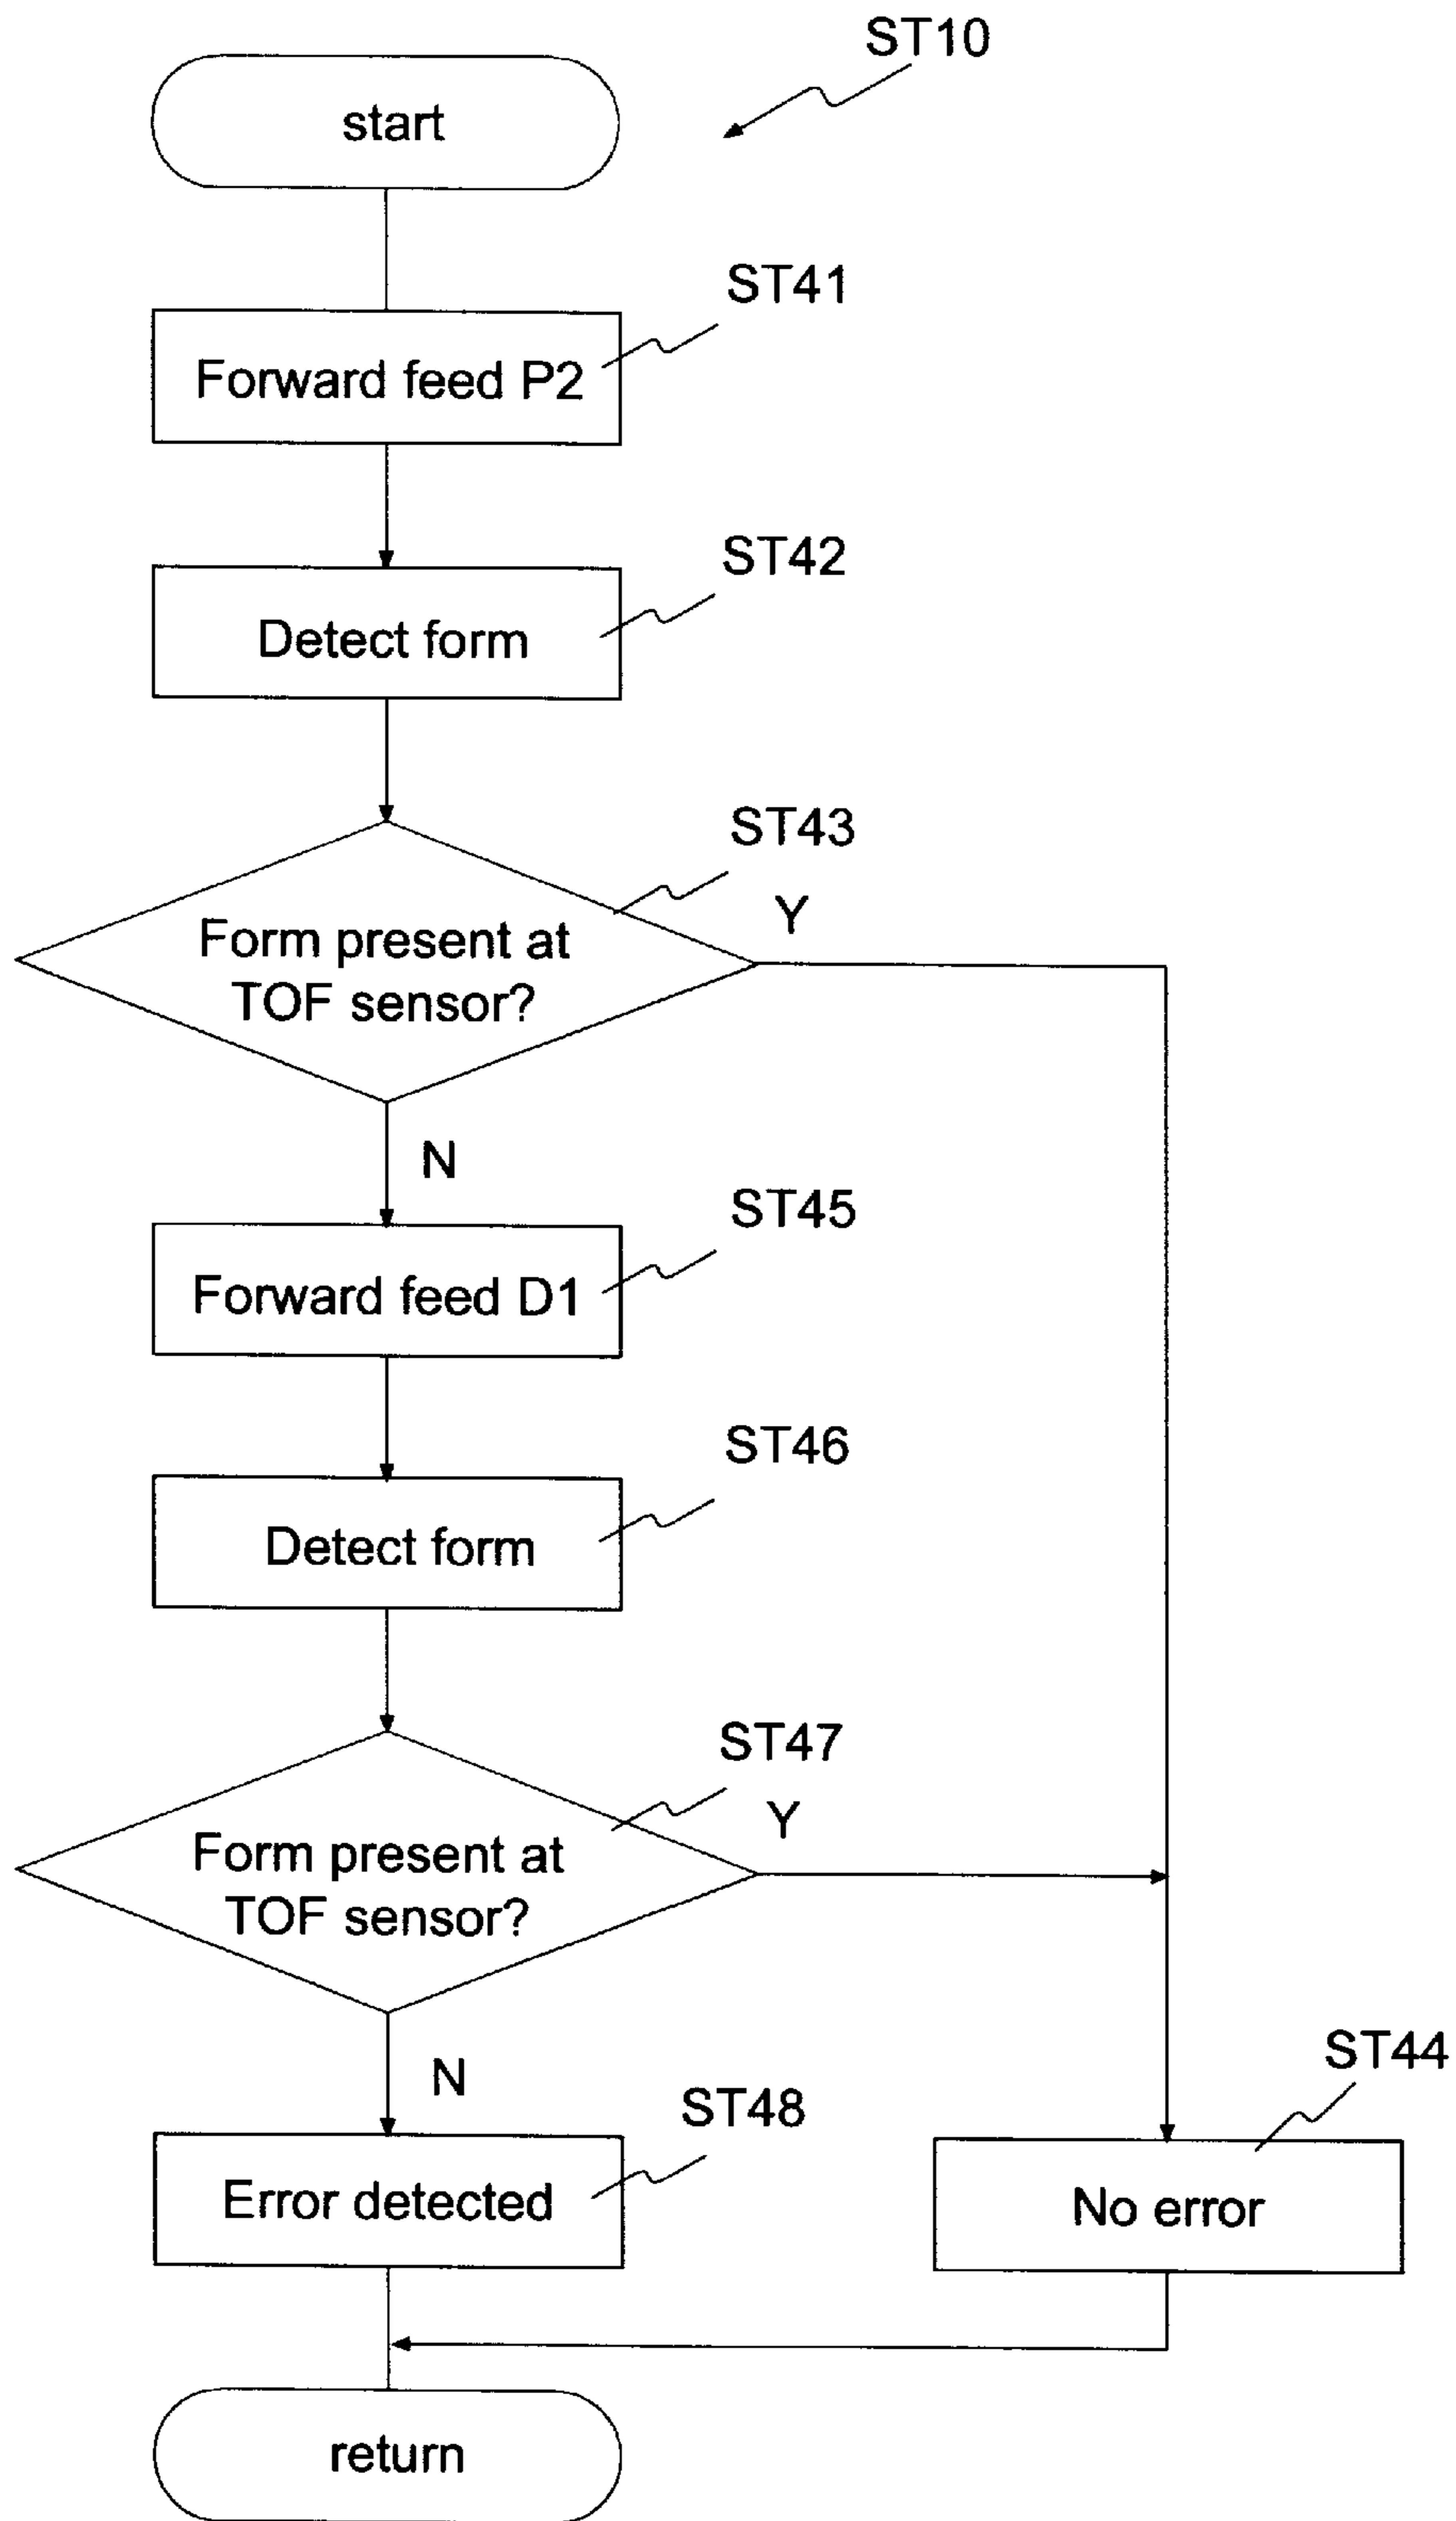 ST10
start
ST41
Forward feed P2
ST42
Detect form
ST43
Form present at
TOF sensor?
Y
N
ST45
Forward feed D1
ST46
Detect form
ST47
Form present at
TOF sensor?
Y
N
ST48
Error detected
ST44
No error
return